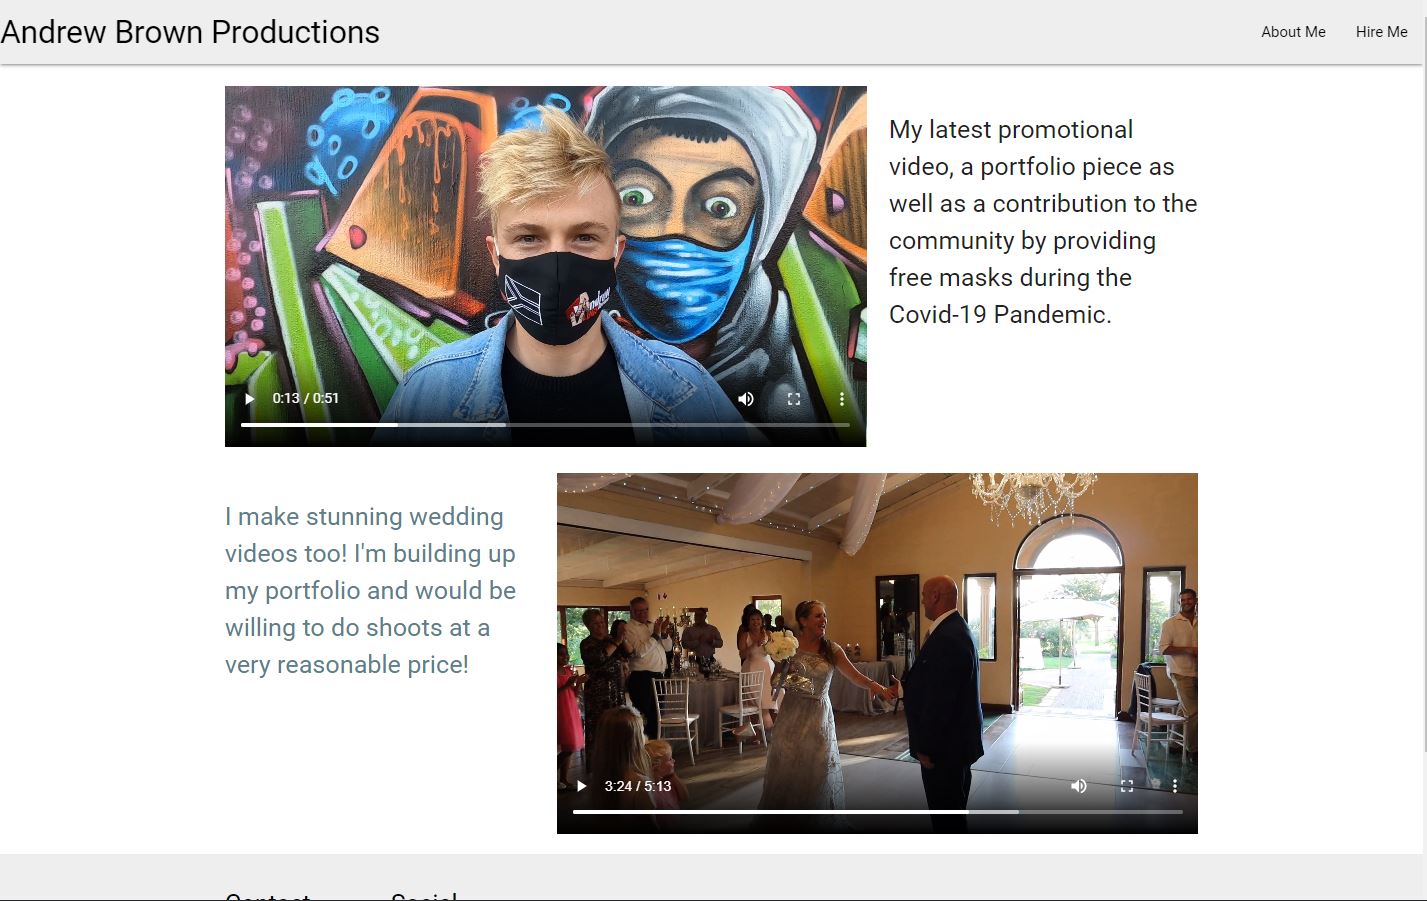 Andrew Brown Productions
About Me
Hire Me
My latest promotional
video, a portfolio piece as
well as a contribution to the
community by providing
free masks during the
Covid-19 Pandemic.
0:13 / 0:51
I make stunning wedding
videos too! I'm building up
my portfolio and would be
willing to do shoots at a
very reasonable price!
3:24 / 5:13
Contact
Social